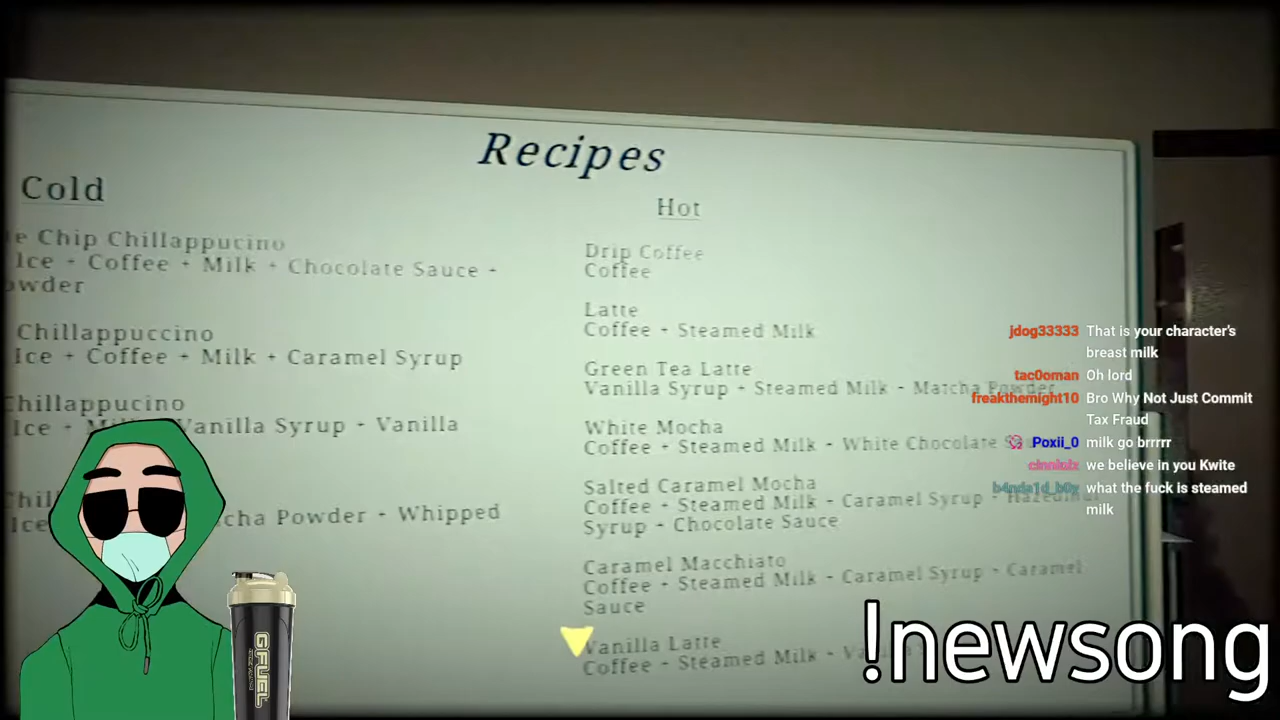 Recipes
Cold
e Chip Chillappucino
Ice + Coffee + Milk + Chocolate Sauce +
owder
Chillappuccino
Ice + Coffee + Milk + Caramel Syrup
Chillappucino
Ice + Vanilla Syrup + Vanilla
Chill
Ice cha Powder + Whipped
Hot
Drip Coffee
Coffee
Latte
Coffee + Steamed Milk
Green Tea Latte
Vanilla Syrup + Steamed Milk + Matcha Powder
White Mocha
Coffee + Steamed Milk + White Chocolate
Salted Caramel Mocha
Coffee + Steamed Milk + Caramel Syrup + Hazelnut
Syrup + Chocolate Sauce
Caramel Macchiato
Coffee + Steamed Milk + Caramel Syrup + Caramel
Sauce
Vanilla Latte
Coffee + Steamed Milk +
jdog33333 That is your character's
breast milk
tac0oman Oh lord
freakthemight10 Bro Why Not Just Commit
Tax Fraud
Poxii_0 milk go brrrrr
we believe in you Kwite
b4nda1d_b0y what the fuck is steamed
milk
!newsong
G FUEL